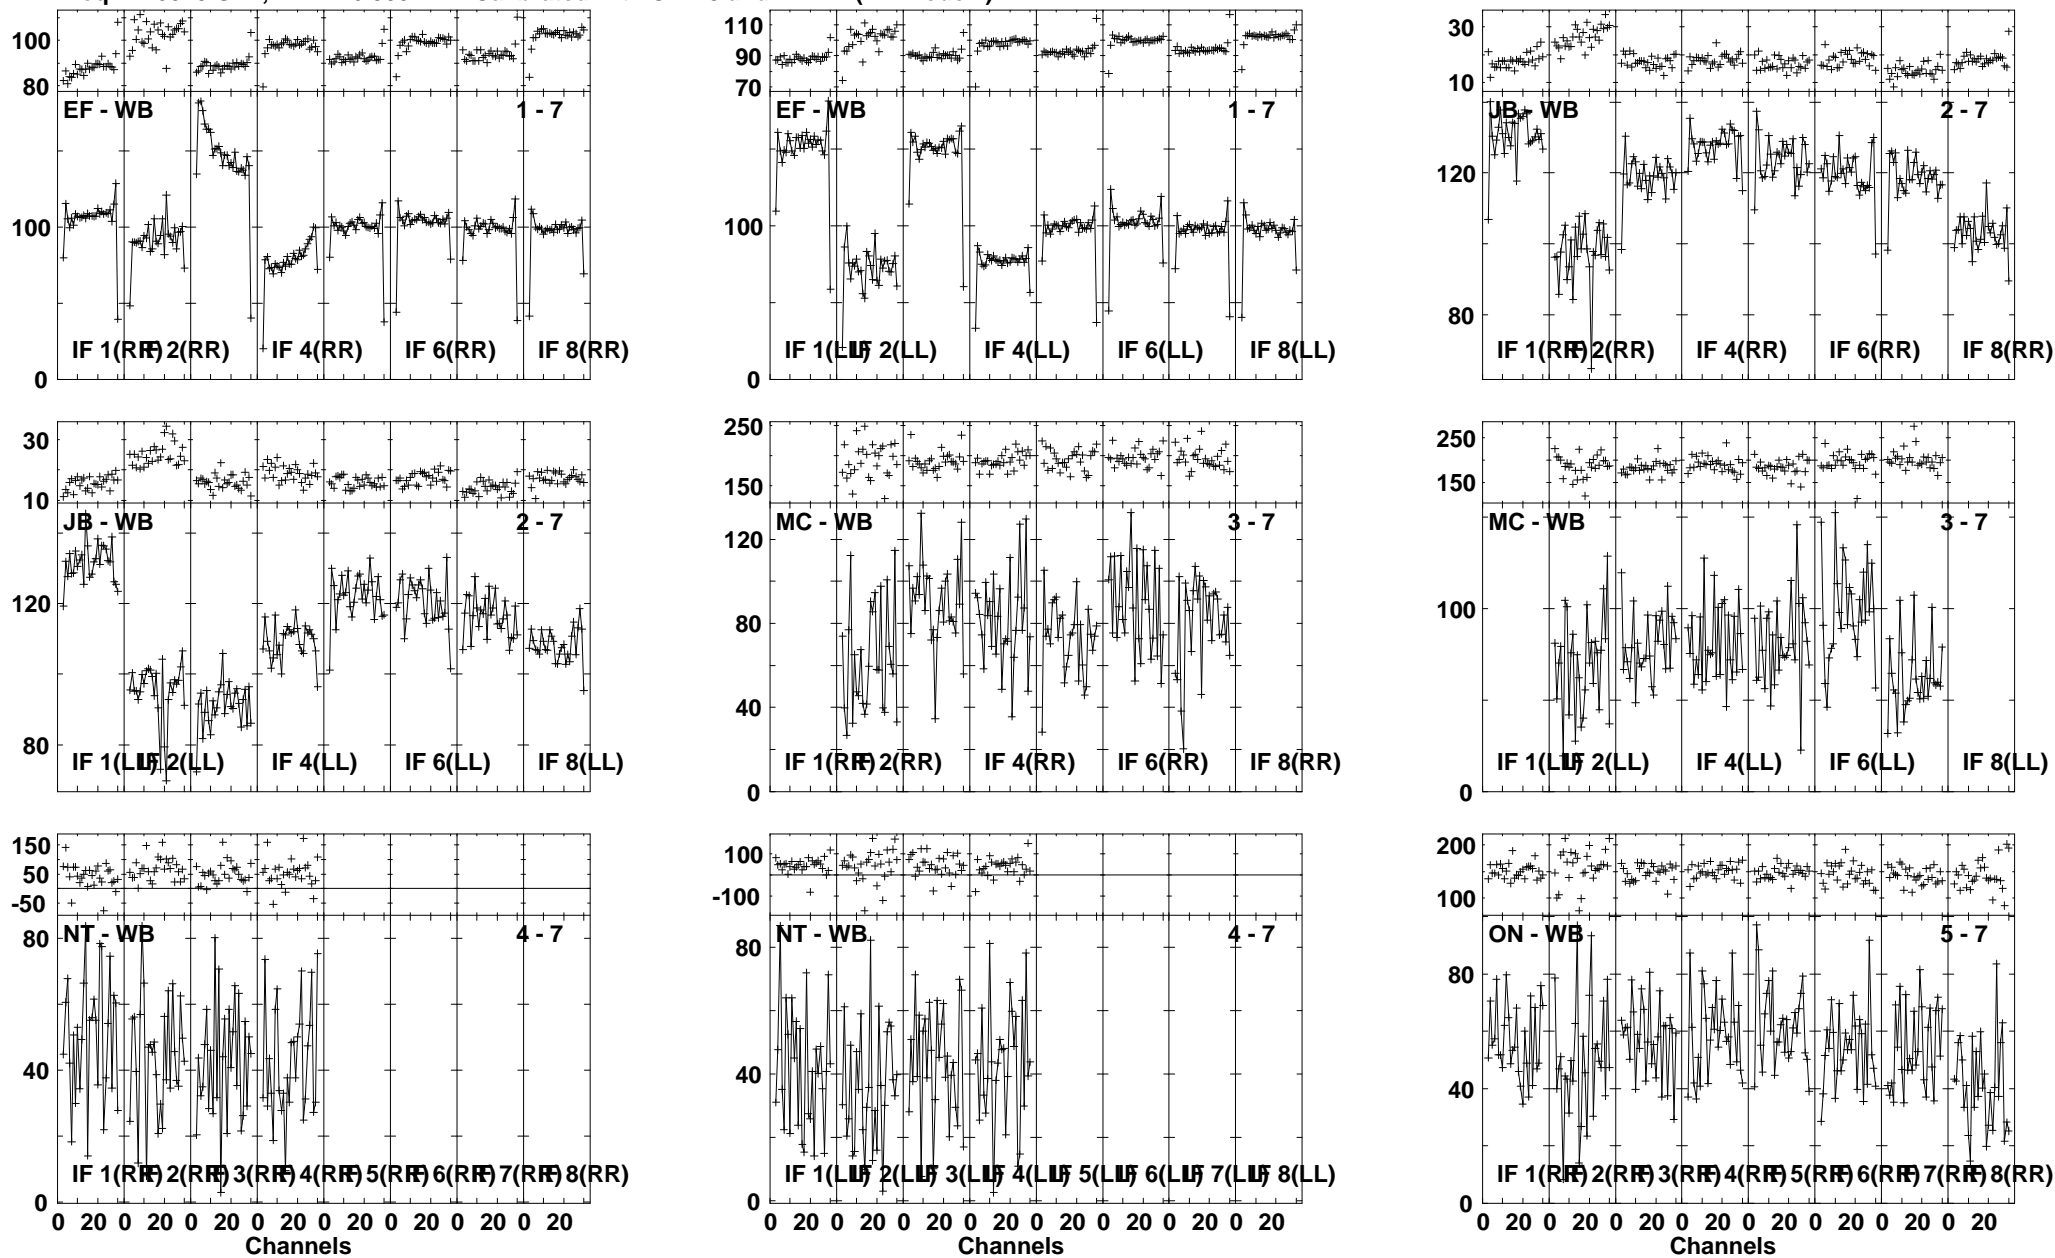 100
80
EF - WB
1 - 7
100
0
IF 1(RR)
IF 2(RR)
IF 4(RR)
IF 6(RR)
IF 8(RR)
110
90
70
EF - WB
1 - 7
100
0
IF 1(LL)
IF 2(LL)
IF 4(LL)
IF 6(LL)
IF 8(LL)
30
10
JB - WB
2 - 7
120
80
IF 1(RR)
IF 2(RR)
IF 4(RR)
IF 6(RR)
IF 8(RR)
30
10
JB - WB
2 - 7
120
80
IF 1(LL)
IF 2(LL)
IF 4(LL)
IF 6(LL)
IF 8(LL)
250
150
MC - WB
3 - 7
120
80
40
0
IF 1(RR)
IF 2(RR)
IF 4(RR)
IF 6(RR)
IF 8(RR)
250
150
MC - WB
3 - 7
100
0
IF 1(LL)
IF 2(LL)
IF 4(LL)
IF 6(LL)
IF 8(LL)
150
50
-50
NT - WB
4 - 7
80
40
0
IF 1(RR)
IF 2(RR)
IF 3(RR)
IF 4(RR)
IF 5(RR)
IF 6(RR)
IF 7(RR)
IF 8(RR)
0 20 0 20 0 20 0 20 0 20 0 20 0 20 0 20
Channels
100
-100
NT - WB
4 - 7
80
40
0
IF 1(LL)
IF 2(LL)
IF 3(LL)
IF 4(LL)
IF 5(LL)
IF 6(LL)
IF 7(LL)
IF 8(LL)
0 20 0 20 0 20 0 20 0 20 0 20 0 20 0 20
Channels
200
100
ON - WB
5 - 7
80
40
0
IF 1(RR)
IF 2(RR)
IF 3(RR)
IF 4(RR)
IF 5(RR)
IF 6(RR)
IF 7(RR)
IF 8(RR)
0 20 0 20 0 20 0 20 0 20 0 20 0 20 0 20
Channels